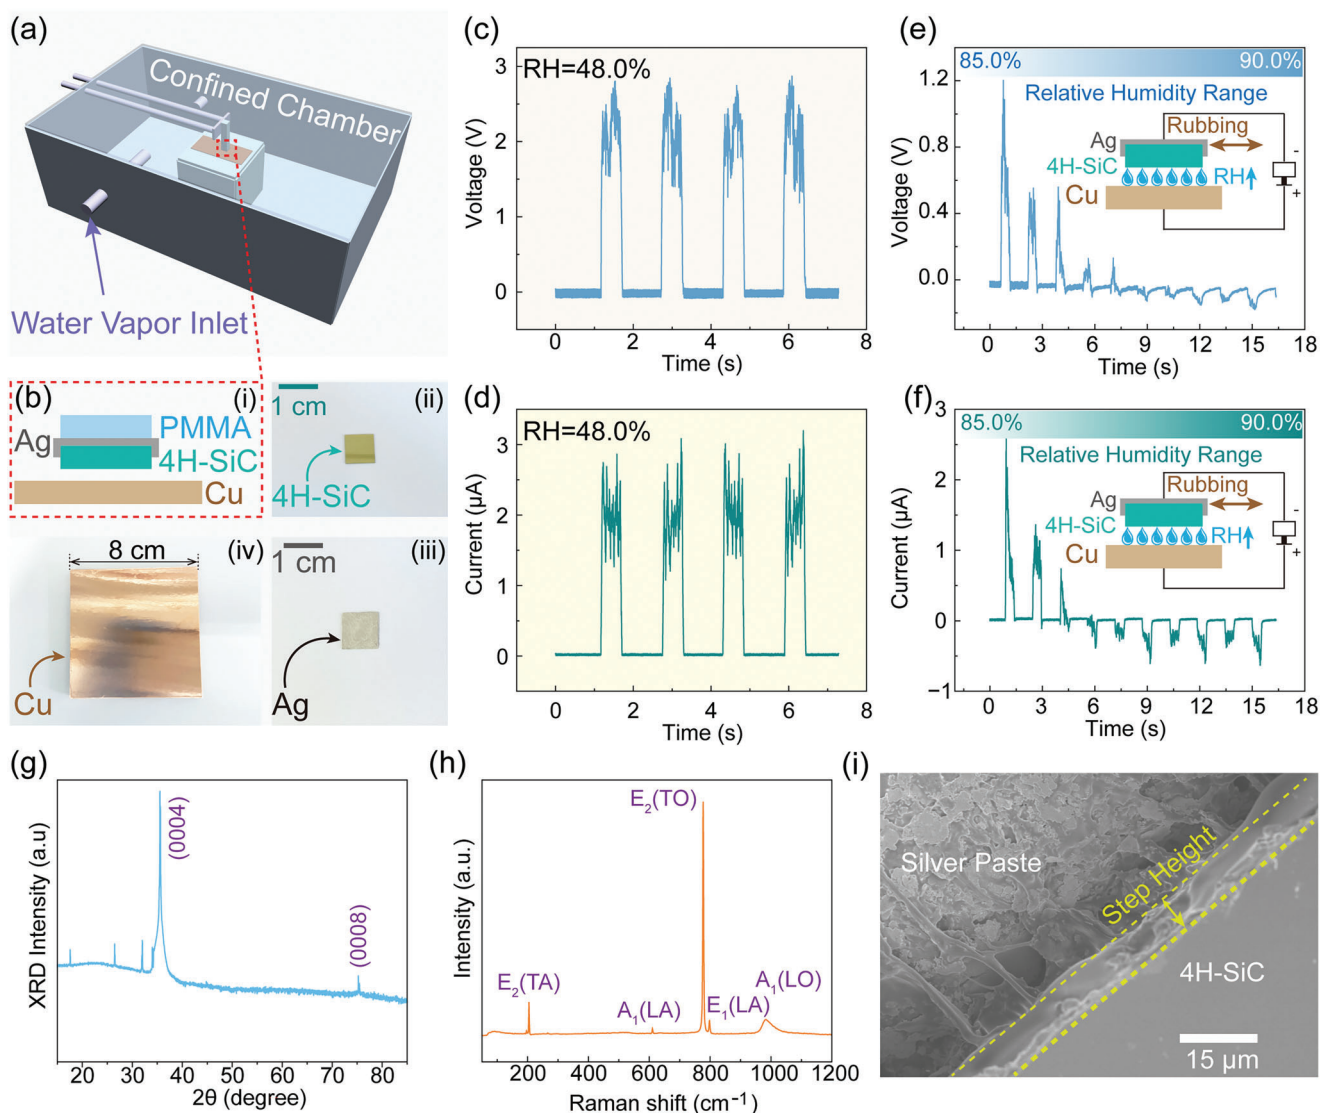 (a)
Confined Chamber
Water Vapor Inlet
(b)
(i)
Ag
PMMA
4H-SiC
Cu
(ii)
1 cm
4H-SiC
(iv)
8 cm
Cu
(iii)
1 cm
Ag
(c)
RH=48.0%
Voltage (V)
3
2
1
0
0 2 4 6 8
Time (s)
(d)
RH=48.0%
Current (μA)
3
2
1
0
0 2 4 6 8
Time (s)
(e)
85.0% 90.0%
Relative Humidity Range
Voltage (V)
1.2
0.8
0.4
0.0
Ag
Rubbing
4H-SiC
RH
Cu
-
+
0 3 6 9 12 15 18
Time (s)
(f)
85.0% 90.0%
Relative Humidity Range
Current (μA)
3
2
1
0
−1
Ag
Rubbing
4H-SiC
RH
Cu
-
+
0 3 6 9 12 15 18
Time (s)
(g)
XRD Intensity (a.u)
(0004)
(0008)
20 30 40 50 60 70 80
2θ (degree)
(h)
Intensity (a.u.)
E₂(TO)
E₂(TA)
A₁(LA)
E₁(LA)
A₁(LO)
200 400 600 800 1000 1200
Raman shift (cm⁻¹)
(i)
Silver Paste
Step Height
4H-SiC
15 μm